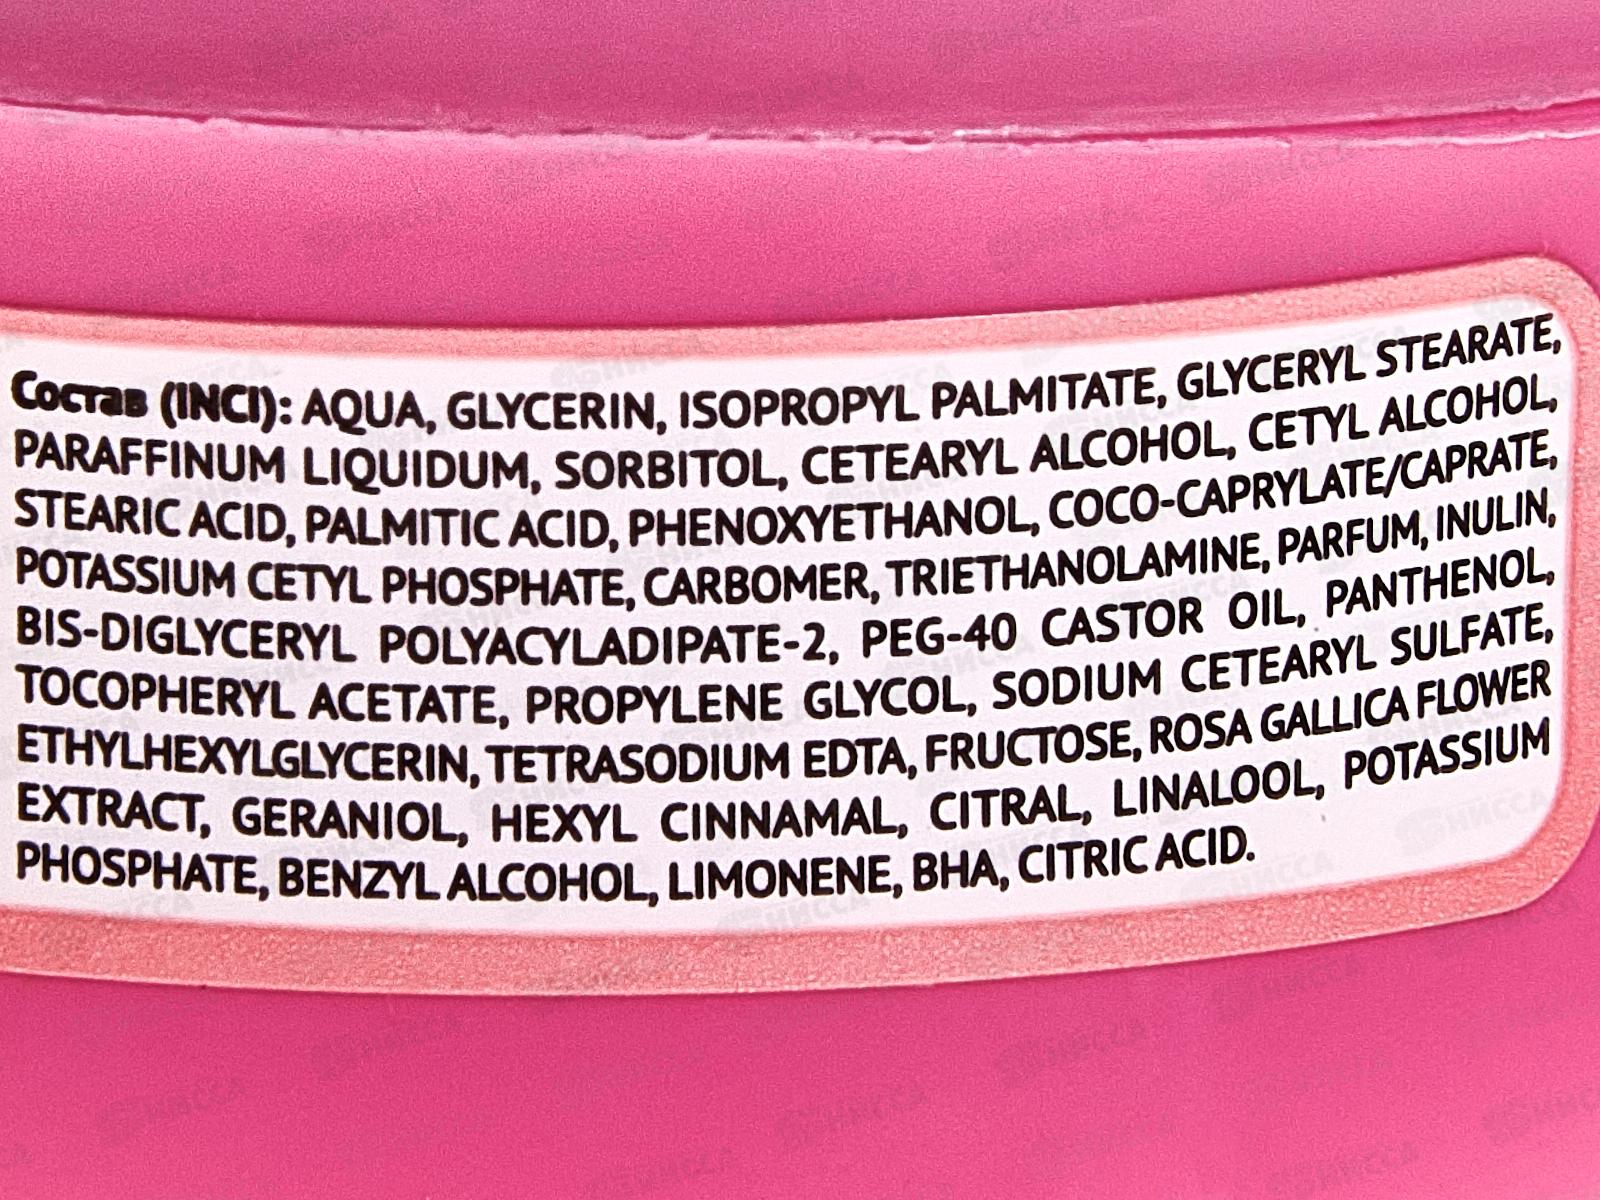 Состав (INCI): AQUA, GLYCERIN, ISOPROPYL PALMITATE, GLYCERYL STEARATE,
PARAFFINUM LIQUIDUM, SORBITOL, CETEARYL ALCOHOL, CETYL ALCOHOL,
STEARIC ACID, PALMITIC ACID, PHENOXYETHANOL, COCO-CAPRYLATE/CAPRATE,
POTASSIUM CETYL PHOSPHATE, CARBOMER, TRIETHANOLAMINE, PARFUM, INULIN,
BIS-DIGLYCERYL POLYACYLADIPATE-2, PEG-40 CASTOR OIL, PANTHENOL,
TOCOPHERYL ACETATE, PROPYLENE GLYCOL, SODIUM CETEARYL SULFATE,
ETHYLHEXYLGLYCERIN, TETRASODIUM EDTA, FRUCTOSE, ROSA GALLICA FLOWER
EXTRACT, GERANIOL, HEXYL CINNAMAL, CITRAL, LINALOOL, POTASSIUM
PHOSPHATE, BENZYL ALCOHOL, LIMONENE, BHA, CITRIC ACID.